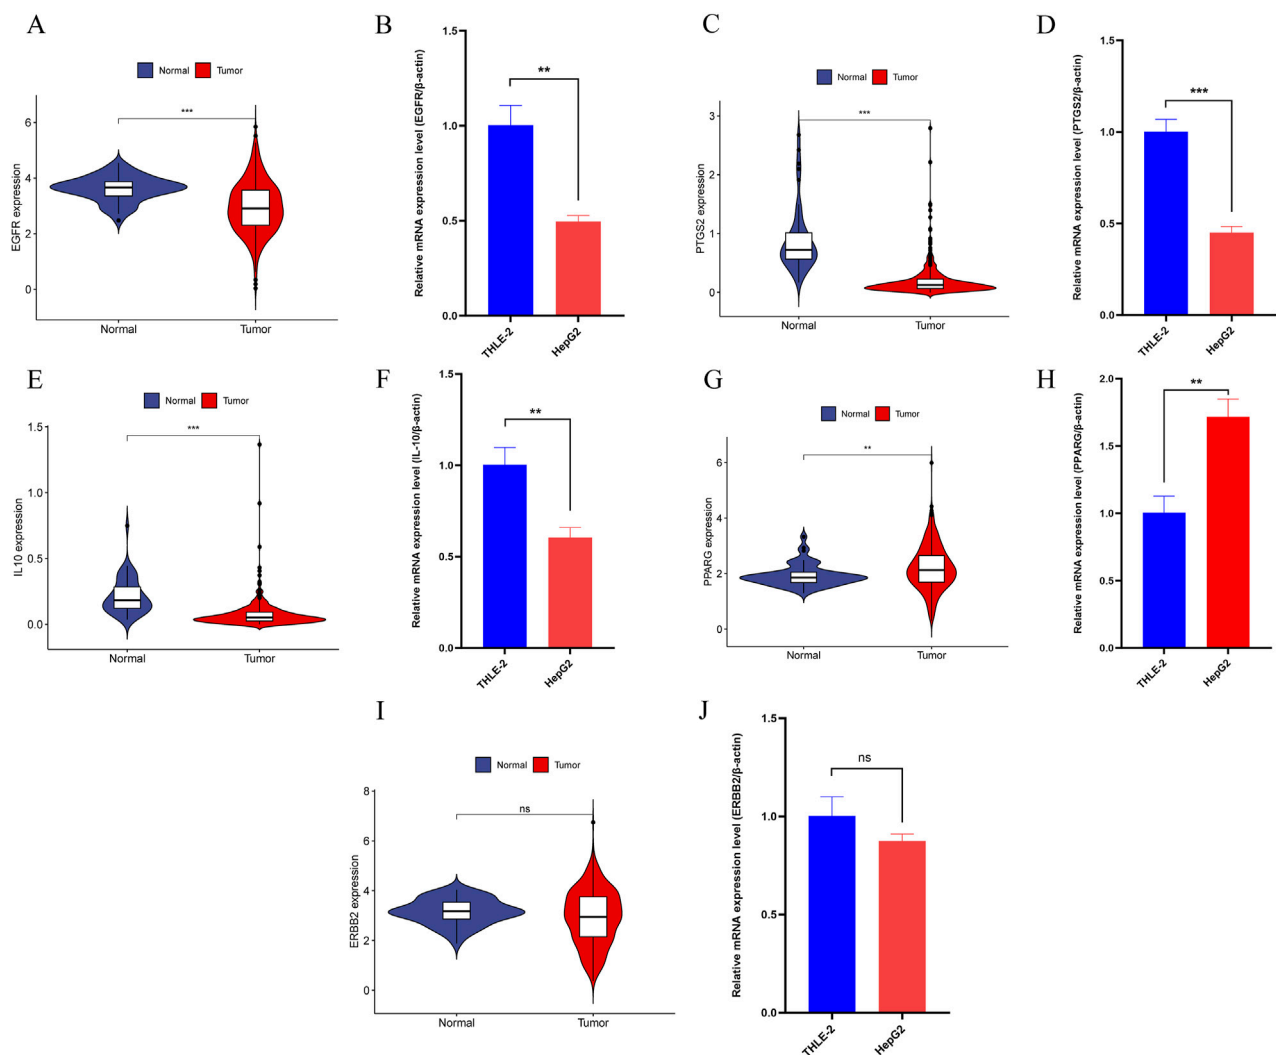 A
Normal Tumor
***
EGFR expression
6
4
2
0
Normal Tumor
B
Relative mRNA expression level (EGFR/β-actin)
1.5
1.0
0.5
0.0
**
THLE-2 HepG2
C
Normal Tumor
***
PTGS2 expression
3
2
1
0
Normal Tumor
D
Relative mRNA expression level (PTGS2/β-actin)
1.5
1.0
0.5
0.0
***
THLE-2 HepG2
E
Normal Tumor
***
IL10 expression
1.5
1.0
0.5
0.0
Normal Tumor
F
Relative mRNA expression level (IL-10/β-actin)
1.5
1.0
0.5
0.0
**
THLE-2 HepG2
G
Normal Tumor
**
PPARG expression
6
4
2
0
Normal Tumor
H
Relative mRNA expression level (PPARG/β-actin)
2.0
1.5
1.0
0.5
0.0
**
THLE-2 HepG2
I
Normal Tumor
ns
ERBB2 expression
8
6
4
2
0
Normal Tumor
J
Relative mRNA expression level (ERBB2/β-actin)
1.5
1.0
0.5
0.0
ns
THLE-2 HepG2